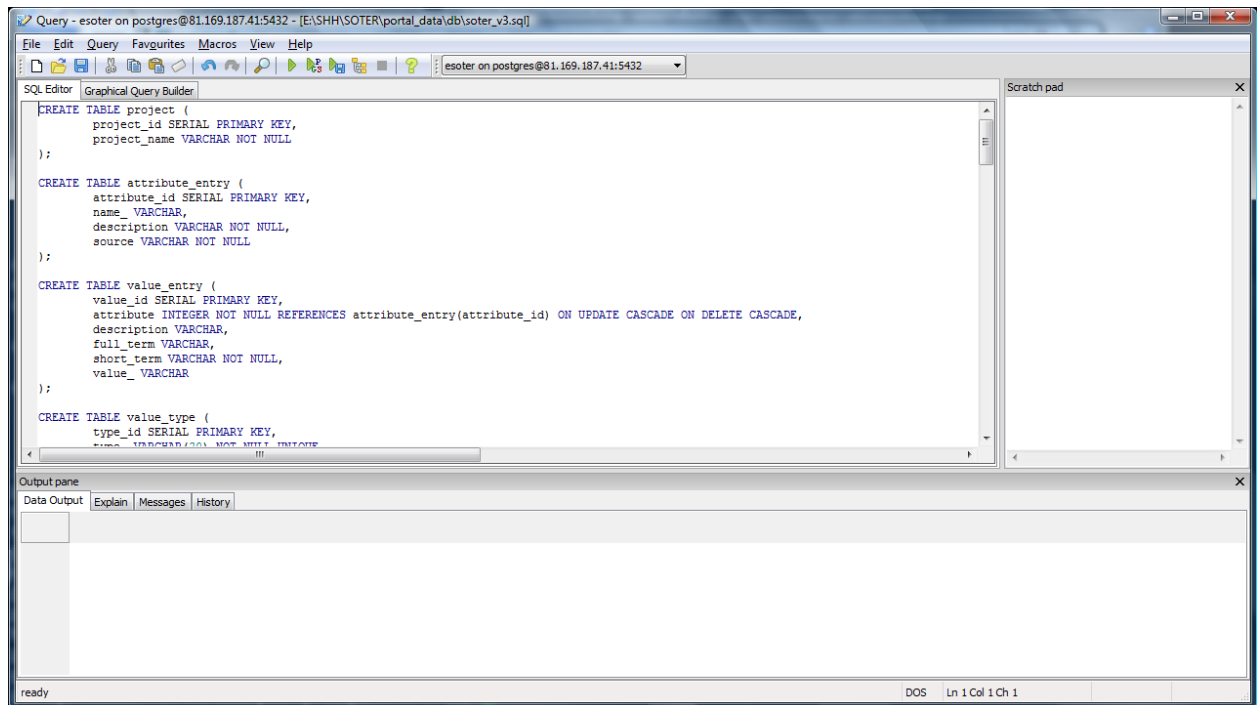 Query - esoter on postgres@81.169.187.41:5432 - [E:\SHH\SOTER\portal_data\db\soter_v3.sql]
File Edit Query Favourites Macros View Help
esoter on postgres@81.169.187.41:5432
SQL Editor Graphical Query Builder
Scratch pad
CREATE TABLE project (
project_id SERIAL PRIMARY KEY,
project_name VARCHAR NOT NULL
);
CREATE TABLE attribute_entry (
attribute_id SERIAL PRIMARY KEY,
name_ VARCHAR,
description VARCHAR NOT NULL,
source VARCHAR NOT NULL
);
CREATE TABLE value_entry (
value_id SERIAL PRIMARY KEY,
attribute INTEGER NOT NULL REFERENCES attribute_entry(attribute_id) ON UPDATE CASCADE ON DELETE CASCADE,
description VARCHAR,
full_term VARCHAR,
short_term VARCHAR NOT NULL,
value_ VARCHAR
);
CREATE TABLE value_type (
type_id SERIAL PRIMARY KEY,
type_ VARCHAR(20) NOT NULL UNIQUE
Output pane
Data Output Explain Messages History
ready
DOS Ln 1 Col 1 Ch 1